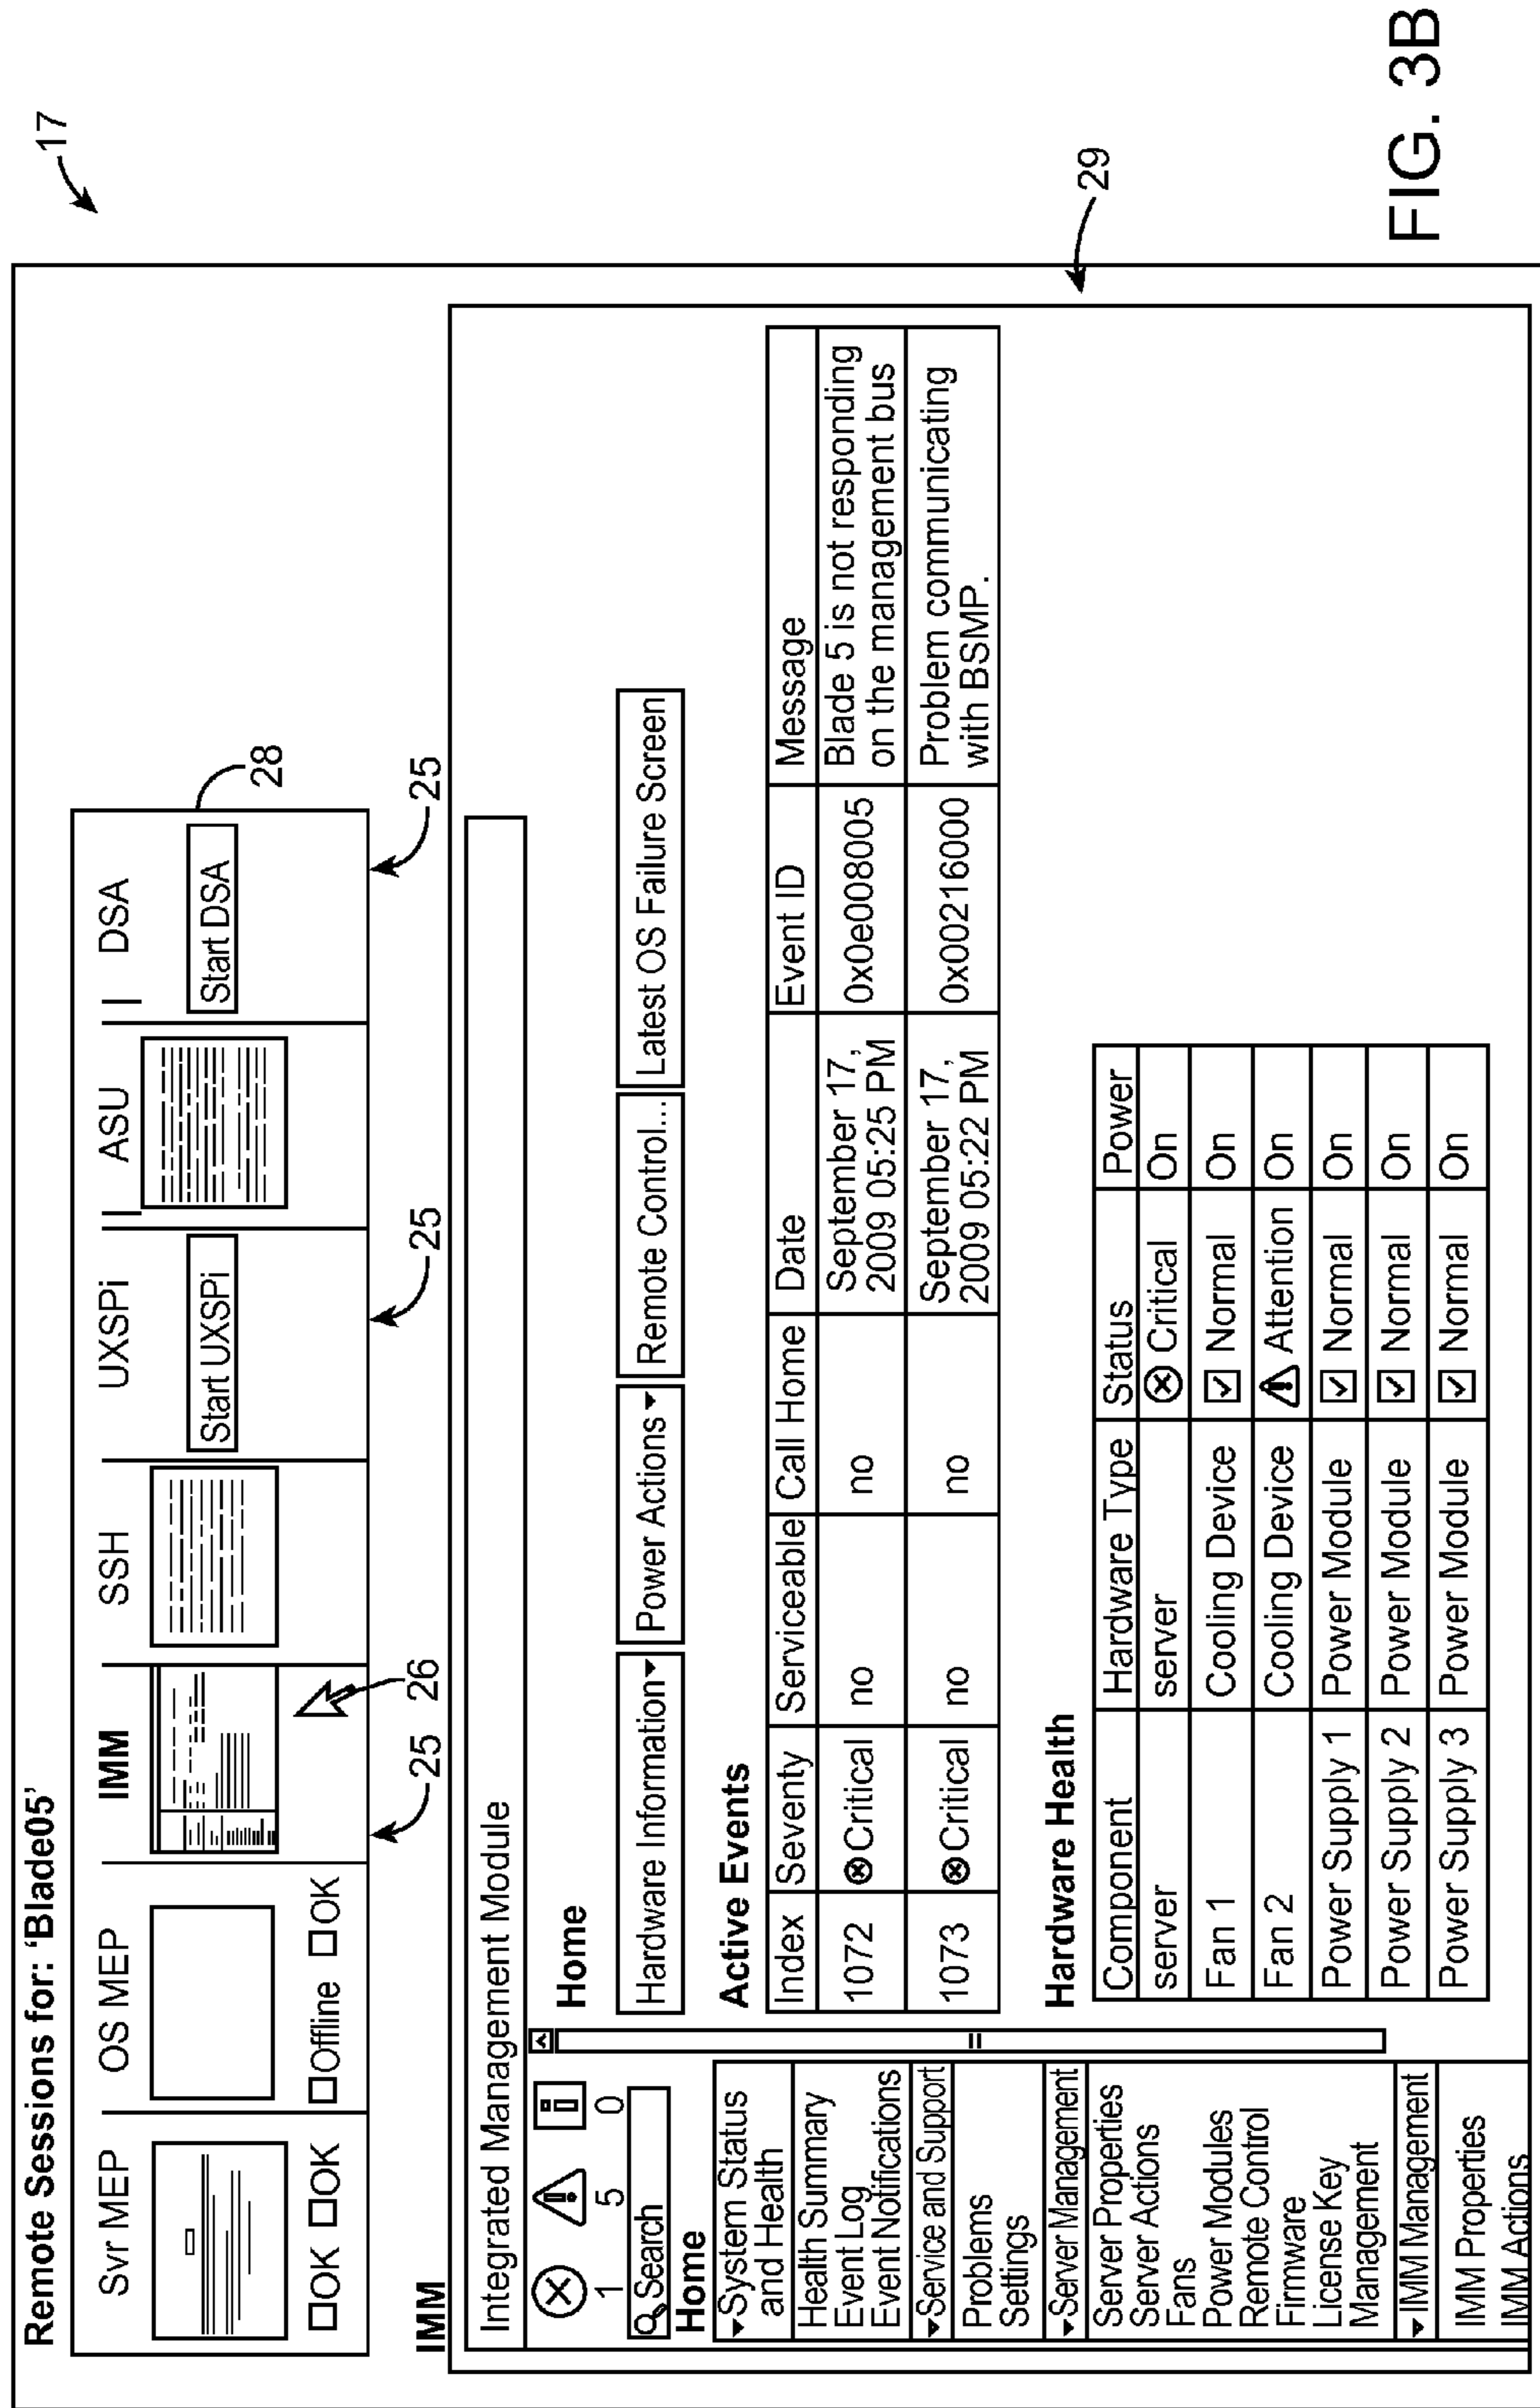 17
Remote Sessions for: 'Blade05'
Svr MEP OS MEP IMM SSH UXSPi ASU DSA
Start UXSPi Start DSA
28
OK OK Offline OK
25 26 25 25
IMM
29
Integrated Management Module
1 5 0
Search
Home
System Status
and Health
Health Summary
Event Log
Event Notifications
Service and Support
Problems
Settings
Server Management
Server Properties
Server Actions
Fans
Power Modules
Remote Control
Firmware
License Key
Management
IMM Management
IMM Properties
IMM Actions
Home
Hardware Information Power Actions Remote Control... Latest OS Failure Screen
Active Events
Index Seventy Serviceable Call Home Date Event ID Message
1072 Critical no no September 17, 2009 05:25 PM 0x0e008005 Blade 5 is not responding on the management bus
1073 Critical no no September 17, 2009 05:22 PM 0x00216000 Problem communicating with BSMP.
Hardware Health
Component Hardware Type Status Power
server server Critical On
Fan 1 Cooling Device Normal On
Fan 2 Cooling Device Attention On
Power Supply 1 Power Module Normal On
Power Supply 2 Power Module Normal On
Power Supply 3 Power Module Normal On
FIG. 3B